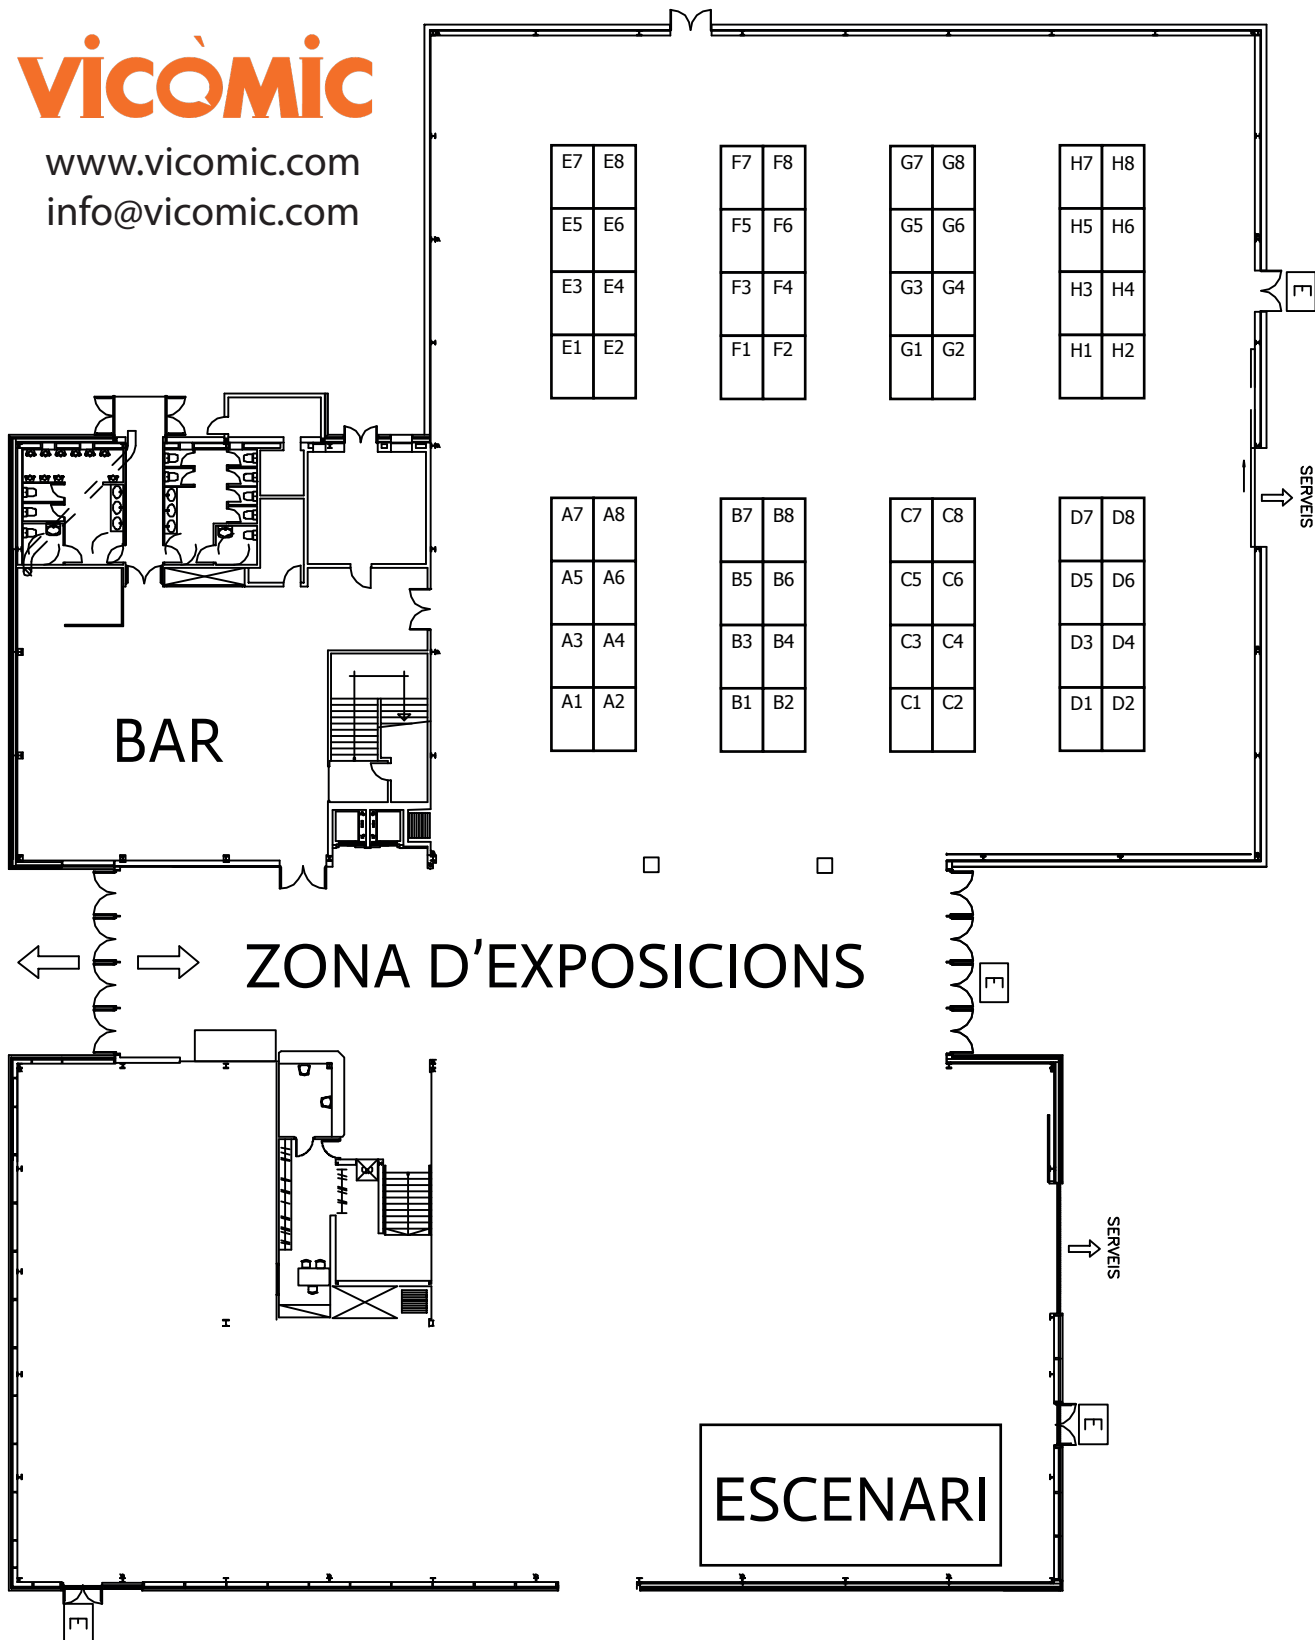 VICÒMIC
www.vicomic.com
info@vicomic.com
E7 E8 F7 F8 G7 G8 H7 H8
E5 E6 F5 F6 G5 G6 H5 H6
E3 E4 F3 F4 G3 G4 H3 H4
E
E1 E2 F1 F2 G1 G2 H1 H2
SERVEIS
A7 A8 B7 B8 C7 C8 D7 D8
A5 A6 B5 B6 C5 C6 D5 D6
A3 A4 B3 B4 C3 C4 D3 D4
A1 A2 B1 B2 C1 C2 D1 D2
BAR
ZONA D'EXPOSICIONS
E
SERVEIS
E
ESCENARI
E